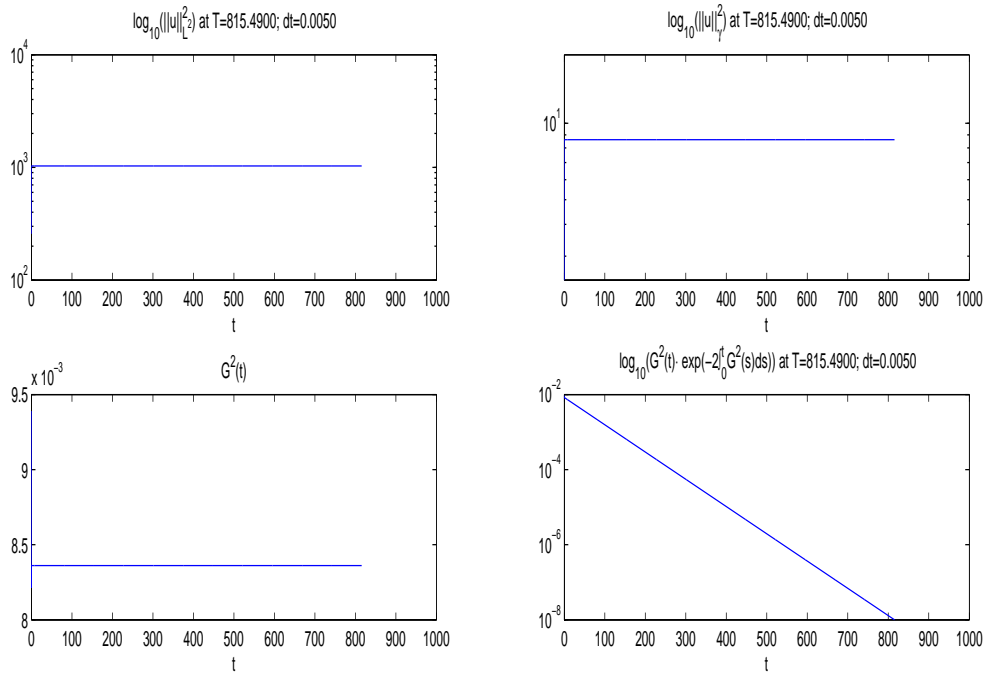 log10(||u||²L²) at T=815.4900; dt=0.0050
10⁴
10³
10²
0 100 200 300 400 500 600 700 800 900 1000
t
log10(||u||²γ) at T=815.4900; dt=0.0050
10¹
0 100 200 300 400 500 600 700 800 900 1000
t
G²(t)
x 10⁻³
9.5
9
8.5
8
0 100 200 300 400 500 600 700 800 900 1000
t
log10(G²(t)· exp(−2∫₀ᵗG²(s)ds)) at T=815.4900; dt=0.0050
10⁻²
10⁻⁴
10⁻⁶
10⁻⁸
0 100 200 300 400 500 600 700 800 900 1000
t